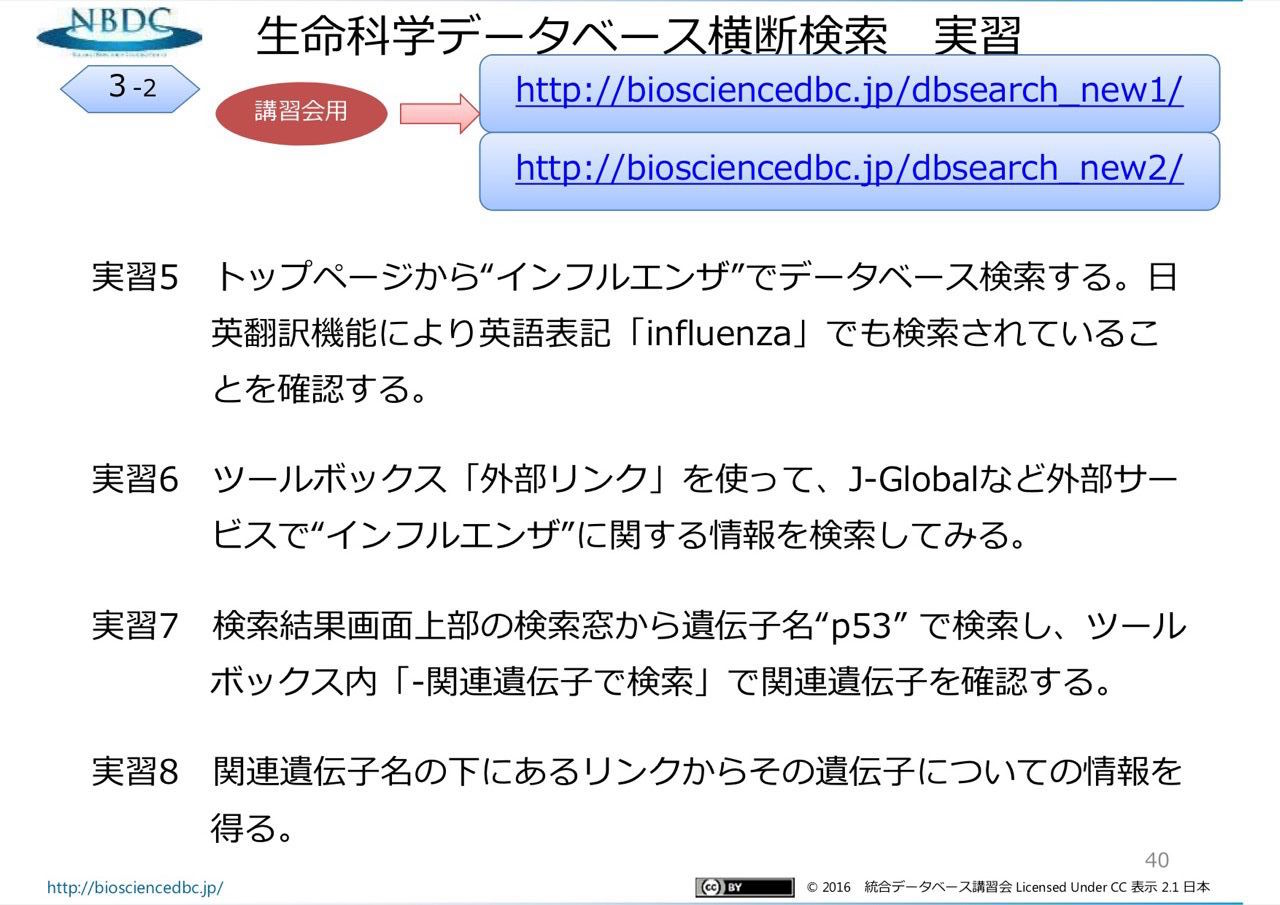 NBDC
生命科学データベース横断検索　実習
3 -2
講習会用
http://biosciencedbc.jp/dbsearch_new1/
http://biosciencedbc.jp/dbsearch_new2/
実習5　トップページから“インフルエンザ”でデータベース検索する。日
英翻訳機能により英語表記「influenza」でも検索されているこ
とを確認する。
実習6　ツールボックス「外部リンク」を使って、J-Globalなど外部サー
ビスで“インフルエンザ”に関する情報を検索してみる。
実習7　検索結果画面上部の検索窓から遺伝子名“p53” で検索し、ツール
ボックス内「-関連遺伝子で検索」で関連遺伝子を確認する。
実習8　関連遺伝子名の下にあるリンクからその遺伝子についての情報を
得る。
40
http://biosciencedbc.jp/
cc BY
© 2016　統合データベース講習会 Licensed Under CC 表示 2.1 日本